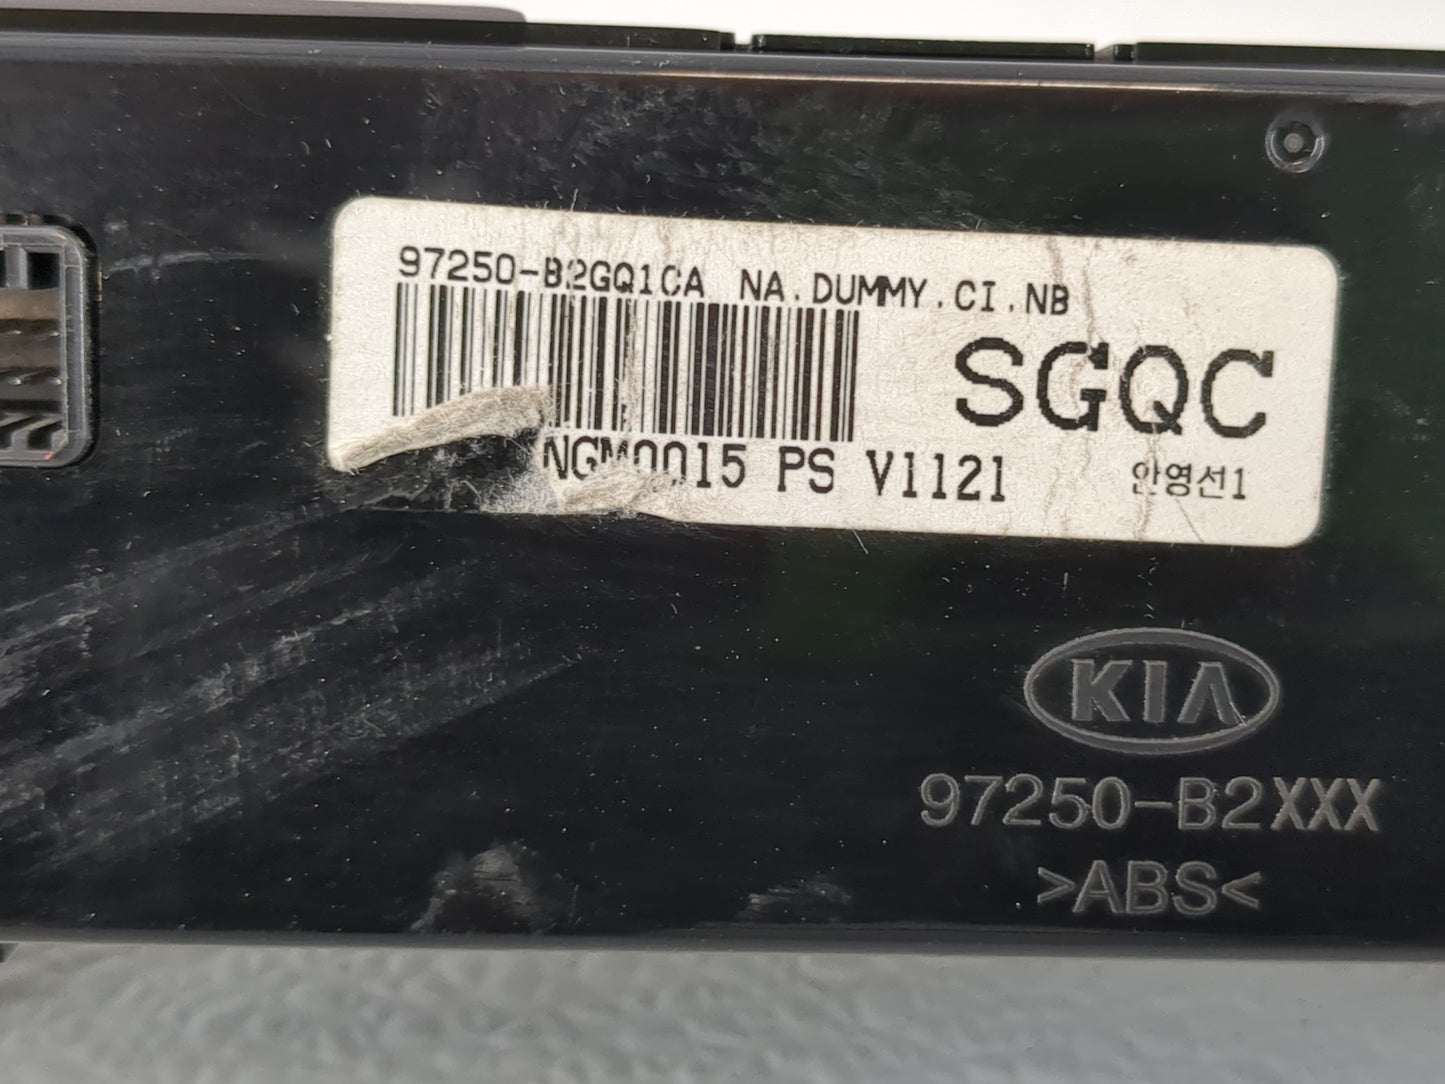 97250-B2GQ1CA NA.DUMMY.CI.NB
SGQC
NGM0015 PS V1121
안영선1
KIA
97250-B2XXX
>ABS<